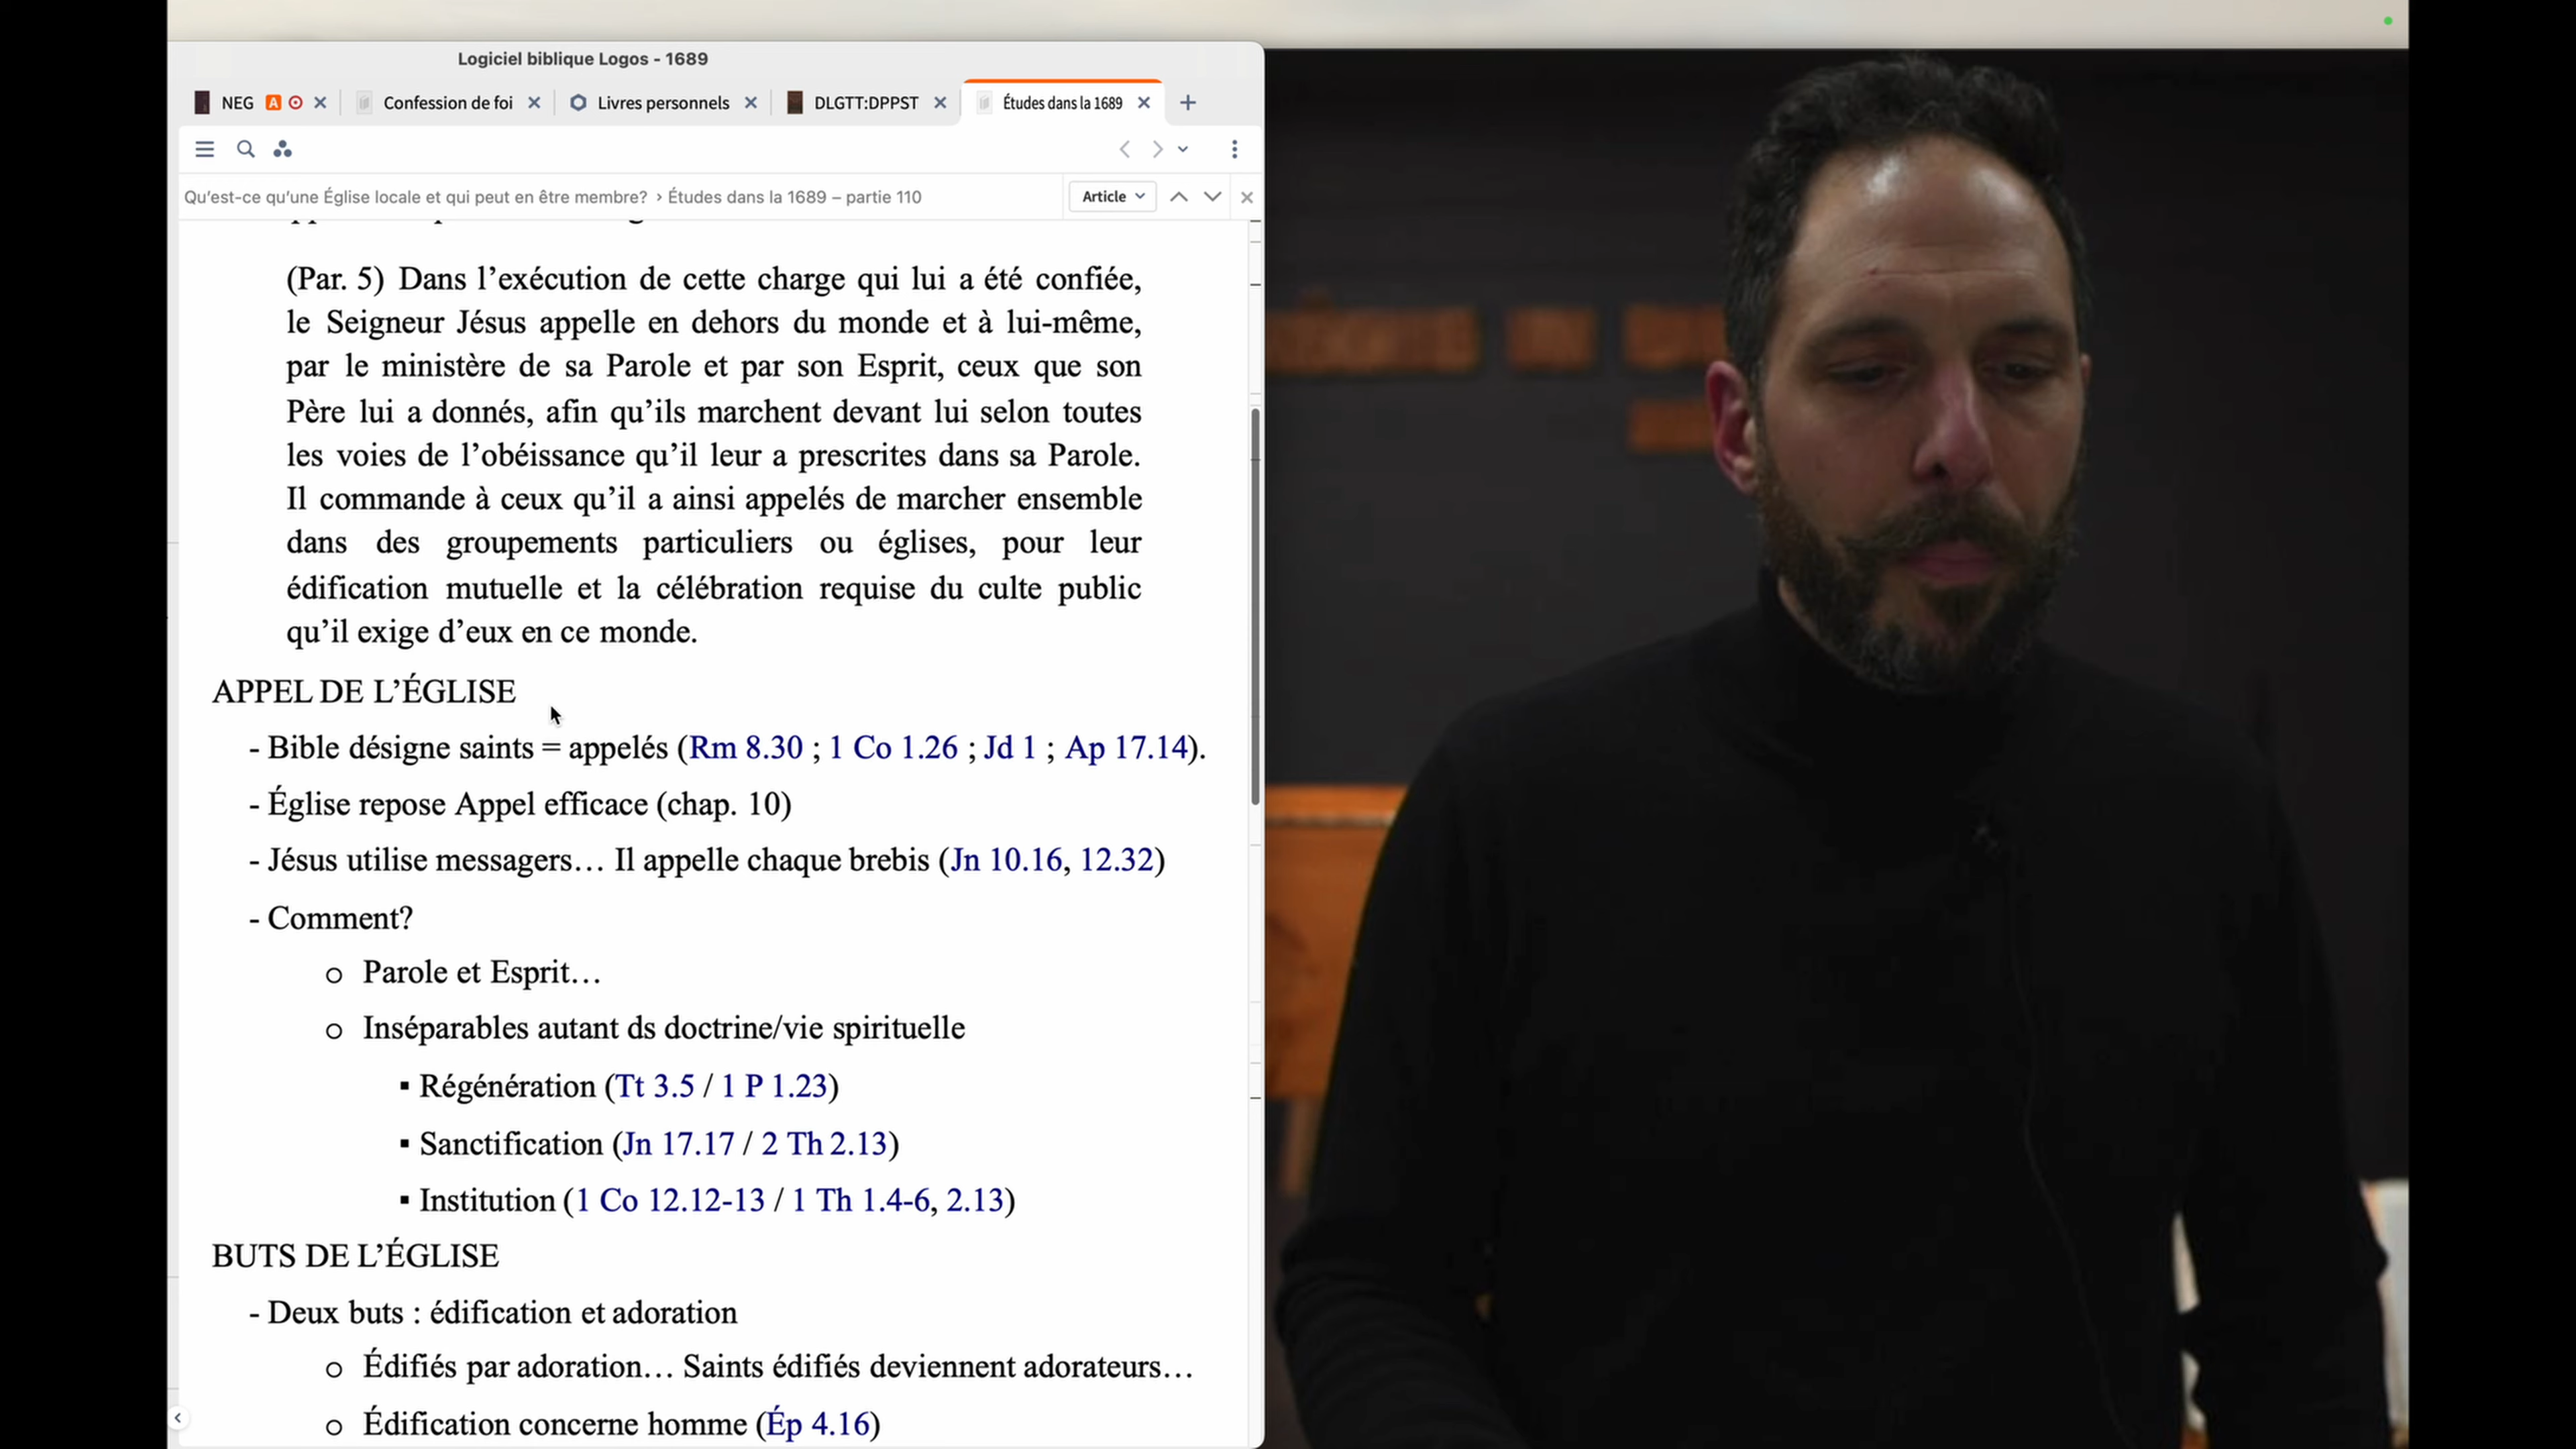 Logiciel biblique Logos - 1689
NEG A Confession de foi Livres personnels DLGTT:DPPST Études dans la 1689
Qu'est-ce qu'une Église locale et qui peut en être membre? › Études dans la 1689 – partie 110 Article
(Par. 5) Dans l'exécution de cette charge qui lui a été confiée,
le Seigneur Jésus appelle en dehors du monde et à lui-même,
par le ministère de sa Parole et par son Esprit, ceux que son
Père lui a donnés, afin qu'ils marchent devant lui selon toutes
les voies de l'obéissance qu'il leur a prescrites dans sa Parole.
Il commande à ceux qu'il a ainsi appelés de marcher ensemble
dans des groupements particuliers ou églises, pour leur
édification mutuelle et la célébration requise du culte public
qu'il exige d'eux en ce monde.
APPEL DE L'ÉGLISE
- Bible désigne saints = appelés (Rm 8.30 ; 1 Co 1.26 ; Jd 1 ; Ap 17.14).
- Église repose Appel efficace (chap. 10)
- Jésus utilise messagers… Il appelle chaque brebis (Jn 10.16, 12.32)
- Comment?
o Parole et Esprit…
o Inséparables autant ds doctrine/vie spirituelle
▪ Régénération (Tt 3.5 / 1 P 1.23)
▪ Sanctification (Jn 17.17 / 2 Th 2.13)
▪ Institution (1 Co 12.12-13 / 1 Th 1.4-6, 2.13)
BUTS DE L'ÉGLISE
- Deux buts : édification et adoration
o Édifiés par adoration… Saints édifiés deviennent adorateurs…
o Édification concerne homme (Ép 4.16)